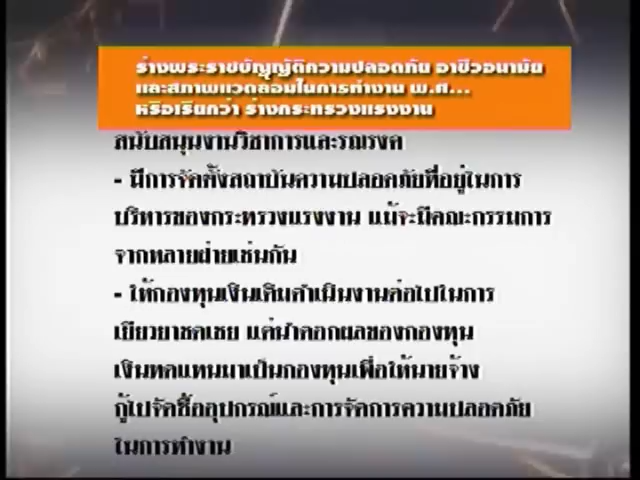 ร่างพระราชบัญญัติความปลอดภัย อาชีวอนามัย
และสภาพแวดล้อมในการทำงาน พ.ศ...
หรือเรียกว่า ร่างกระทรวงแรงงาน
สนับสนุนงานวิชาการและรณรงค์
- มีการจัดตั้งสถาบันความปลอดภัยที่อยู่ในการ
บริหารของกระทรวงแรงงาน แม้จะมีคณะกรรมการ
จากหลายฝ่ายเช่นกัน
- ให้กองทุนเงินเดิมดำเนินงานต่อไปในการ
เยียวยาชดเชย แต่นำดอกผลของกองทุน
เงินทดแทนมาเป็นกองทุนเพื่อให้นายจ้าง
กู้ไปจัดซื้ออุปกรณ์และการจัดการความปลอดภัย
ในการทำงาน